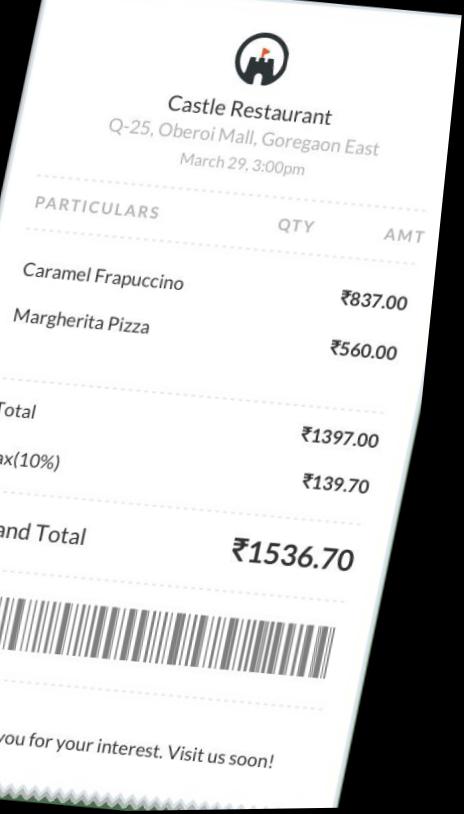 Castle Restaurant
Q-25, Oberoi Mall, Goregaon East
March 29, 3:00pm
PARTICULARS QTY AMT
Caramel Frapuccino ₹837.00
Margherita Pizza ₹560.00
Total ₹1397.00
ax(10%) ₹139.70
and Total ₹1536.70
you for your interest. Visit us soon!